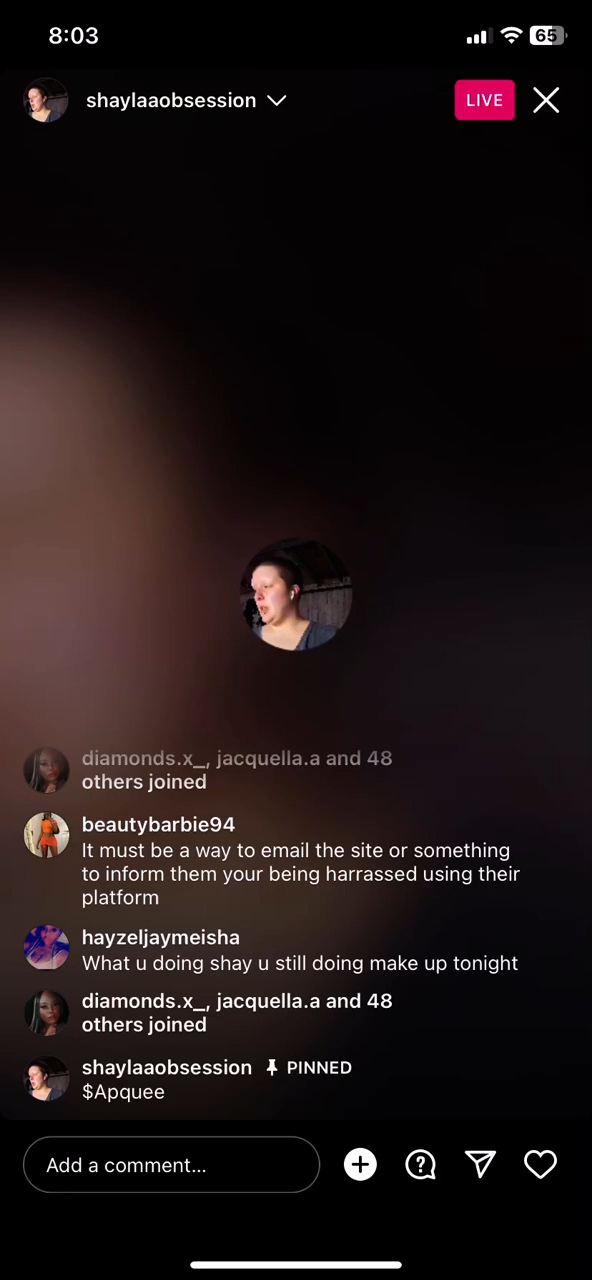 8:03
65
shaylaaobsession
LIVE
diamonds.x_, jacquella.a and 48
others joined
beautybarbie94
It must be a way to email the site or something
to inform them your being harrassed using their
platform
hayzeljaymeisha
What u doing shay u still doing make up tonight
diamonds.x_, jacquella.a and 48
others joined
shaylaaobsession PINNED
$Apquee
Add a comment...